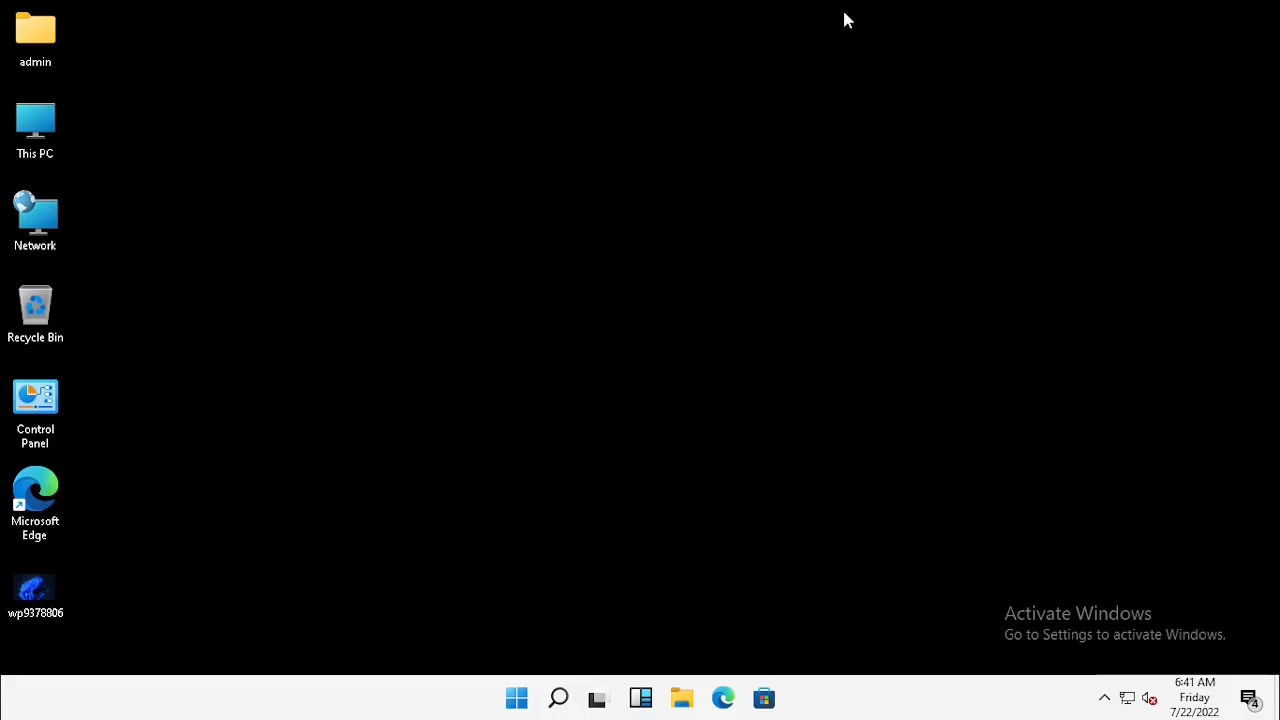 admin
This PC
Network
Recycle Bin
Control
Panel
Microsoft
Edge
wp9378806
Activate Windows
Go to Settings to activate Windows.
6:41 AM
Friday
7/22/2022
4